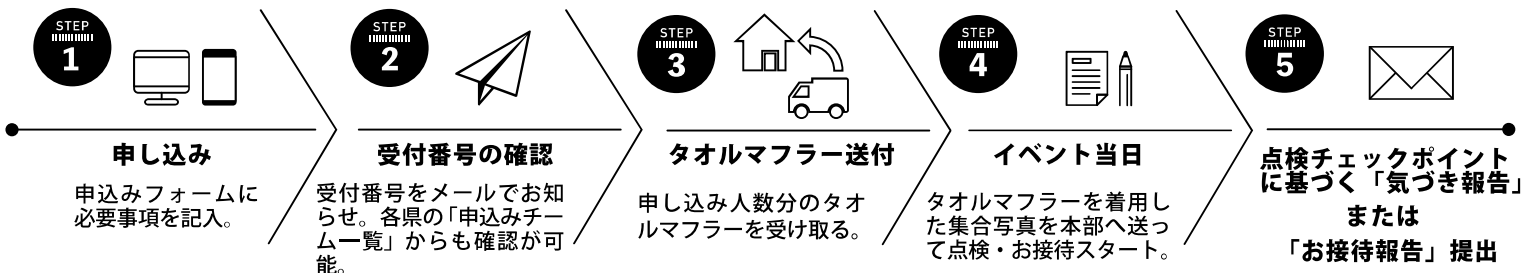 STEP
1
申し込み
申込みフォームに
必要事項を記入。
STEP
2
受付番号の確認
受付番号をメールでお知
らせ。各県の「申込みチー
ム一覧」からも確認が可
能。
STEP
3
タオルマフラー送付
申し込み人数分のタオ
ルマフラーを受け取る。
STEP
4
イベント当日
タオルマフラーを着用し
た集合写真を本部へ送っ
て点検・お接待スタート。
STEP
5
点検チェックポイント
に基づく「気づき報告」
または
「お接待報告」提出